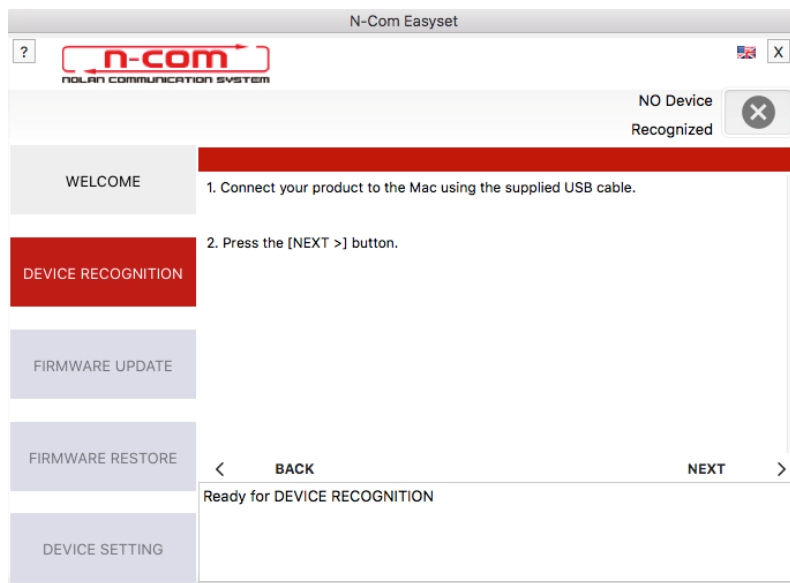 N-Com Easyset
?
n-com
NOLAN COMMUNICATION SYSTEM
X
NO Device
Recognized
WELCOME
DEVICE RECOGNITION
FIRMWARE UPDATE
FIRMWARE RESTORE
DEVICE SETTING
1. Connect your product to the Mac using the supplied USB cable.
2. Press the [NEXT >] button.
< BACK
NEXT >
Ready for DEVICE RECOGNITION